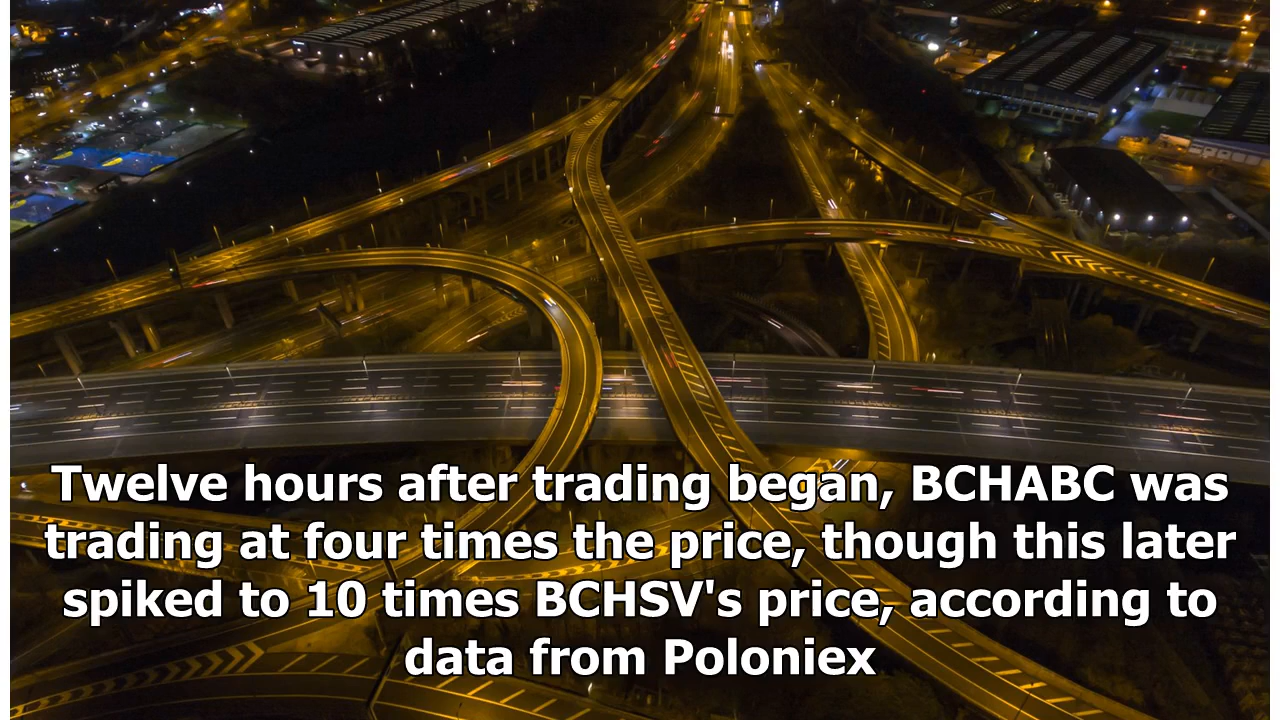 Twelve hours after trading began, BCHABC was
trading at four times the price, though this later
spiked to 10 times BCHSV's price, according to
data from Poloniex